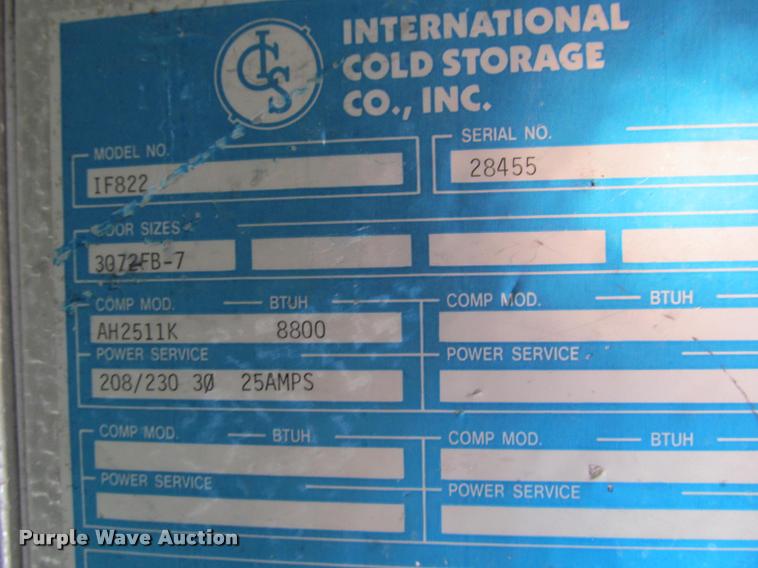 ICS
INTERNATIONAL
COLD STORAGE
CO., INC.
MODEL NO.
IF822
SERIAL NO.
28455
DOOR SIZES
3072FB-7
COMP MOD. BTUH COMP MOD. BTUH
AH2511K 8800
POWER SERVICE POWER SERVICE
208/230 3Ø 25AMPS
COMP MOD. BTUH COMP MOD. BTUH
POWER SERVICE POWER SERVICE
Purple Wave Auction